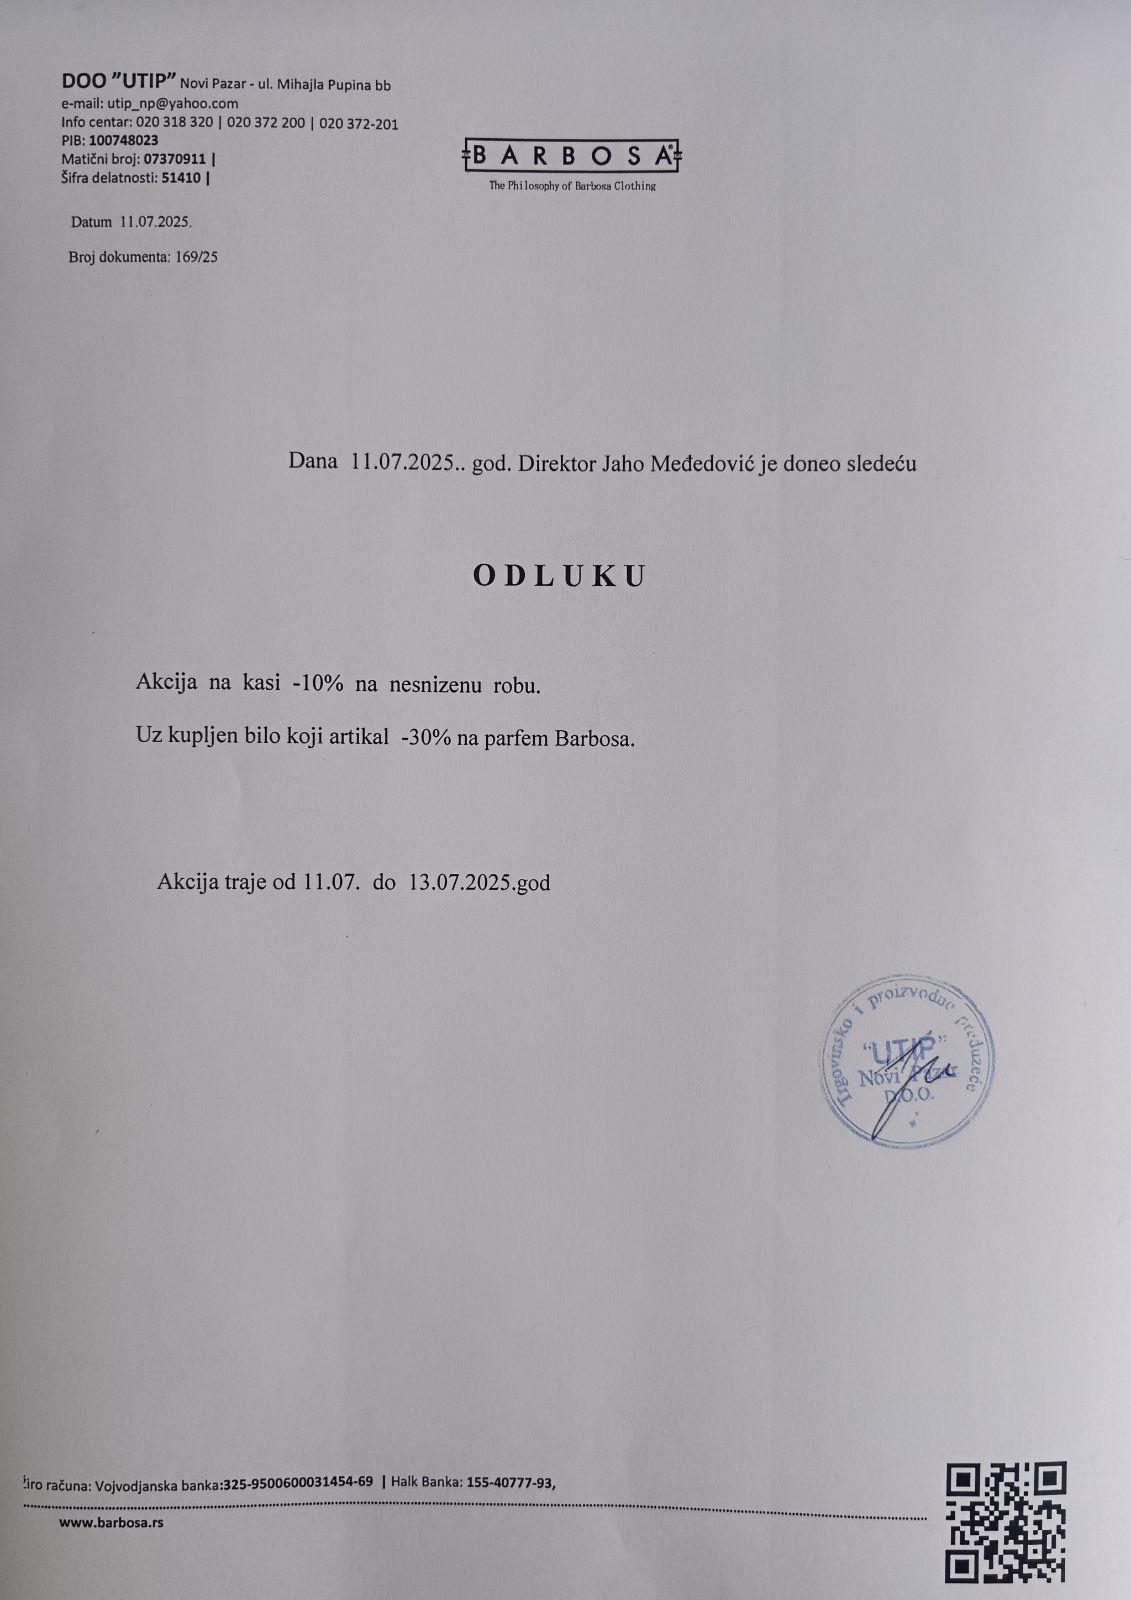 DOO "UTIP" Novi Pazar - ul. Mihajla Pupina bb
e-mail: utip_np@yahoo.com
Info centar: 020 318 320 | 020 372 200 | 020 372-201
PIB: 100748023
Matični broj: 07370911 |
Šifra delatnosti: 51410 |
BARBOSA
The Philosophy of Barbosa Clothing
Datum 11.07.2025.
Broj dokumenta: 169/25
Dana 11.07.2025.. god. Direktor Jaho Međedović je doneo sledeću
O D L U K U
Akcija na kasi -10% na nesnizenu robu.
Uz kupljen bilo koji artikal -30% na parfem Barbosa.
Akcija traje od 11.07. do 13.07.2025.god
Trgovinsko i proizvodno preduzeće
"UTIP"
Novi Pazar
D.O.O.
iro računa: Vojvodjanska banka:325-9500600031454-69 | Halk Banka: 155-40777-93,
www.barbosa.rs